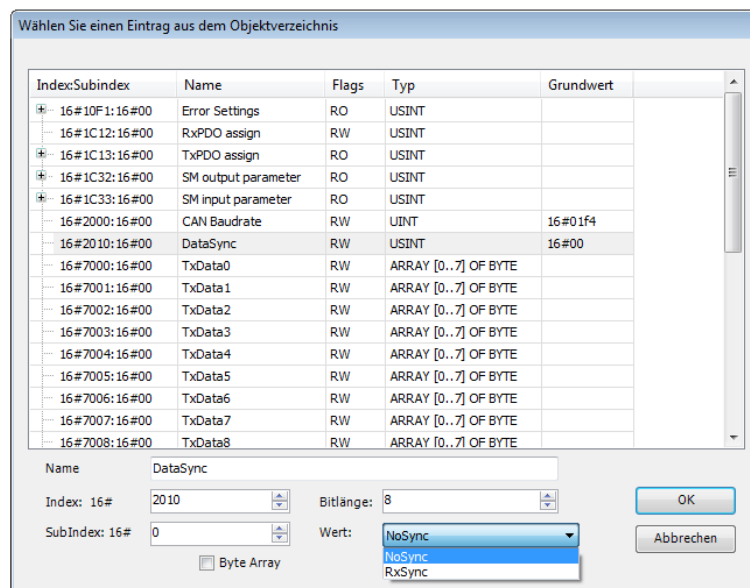 Wählen Sie einen Eintrag aus dem Objektverzeichnis
Index:Subindex Name Flags Typ Grundwert
16#10F1:16#00 Error Settings RO USINT
16#1C12:16#00 RxPDO assign RW USINT
16#1C13:16#00 TxPDO assign RO USINT
16#1C32:16#00 SM output parameter RO USINT
16#1C33:16#00 SM input parameter RO USINT
16#2000:16#00 CAN Baudrate RW UINT 16#01f4
16#2010:16#00 DataSync RW USINT 16#00
16#7000:16#00 TxData0 RW ARRAY [0..7] OF BYTE
16#7001:16#00 TxData1 RW ARRAY [0..7] OF BYTE
16#7002:16#00 TxData2 RW ARRAY [0..7] OF BYTE
16#7003:16#00 TxData3 RW ARRAY [0..7] OF BYTE
16#7004:16#00 TxData4 RW ARRAY [0..7] OF BYTE
16#7005:16#00 TxData5 RW ARRAY [0..7] OF BYTE
16#7006:16#00 TxData6 RW ARRAY [0..7] OF BYTE
16#7007:16#00 TxData7 RW ARRAY [0..7] OF BYTE
16#7008:16#00 TxData8 RW ARRAY [0..7] OF BYTE
Name DataSync
Index: 16# 2010 Bitlänge: 8 OK
SubIndex: 16# 0 Wert: NoSync Abbrechen
NoSync
Byte Array RxSync